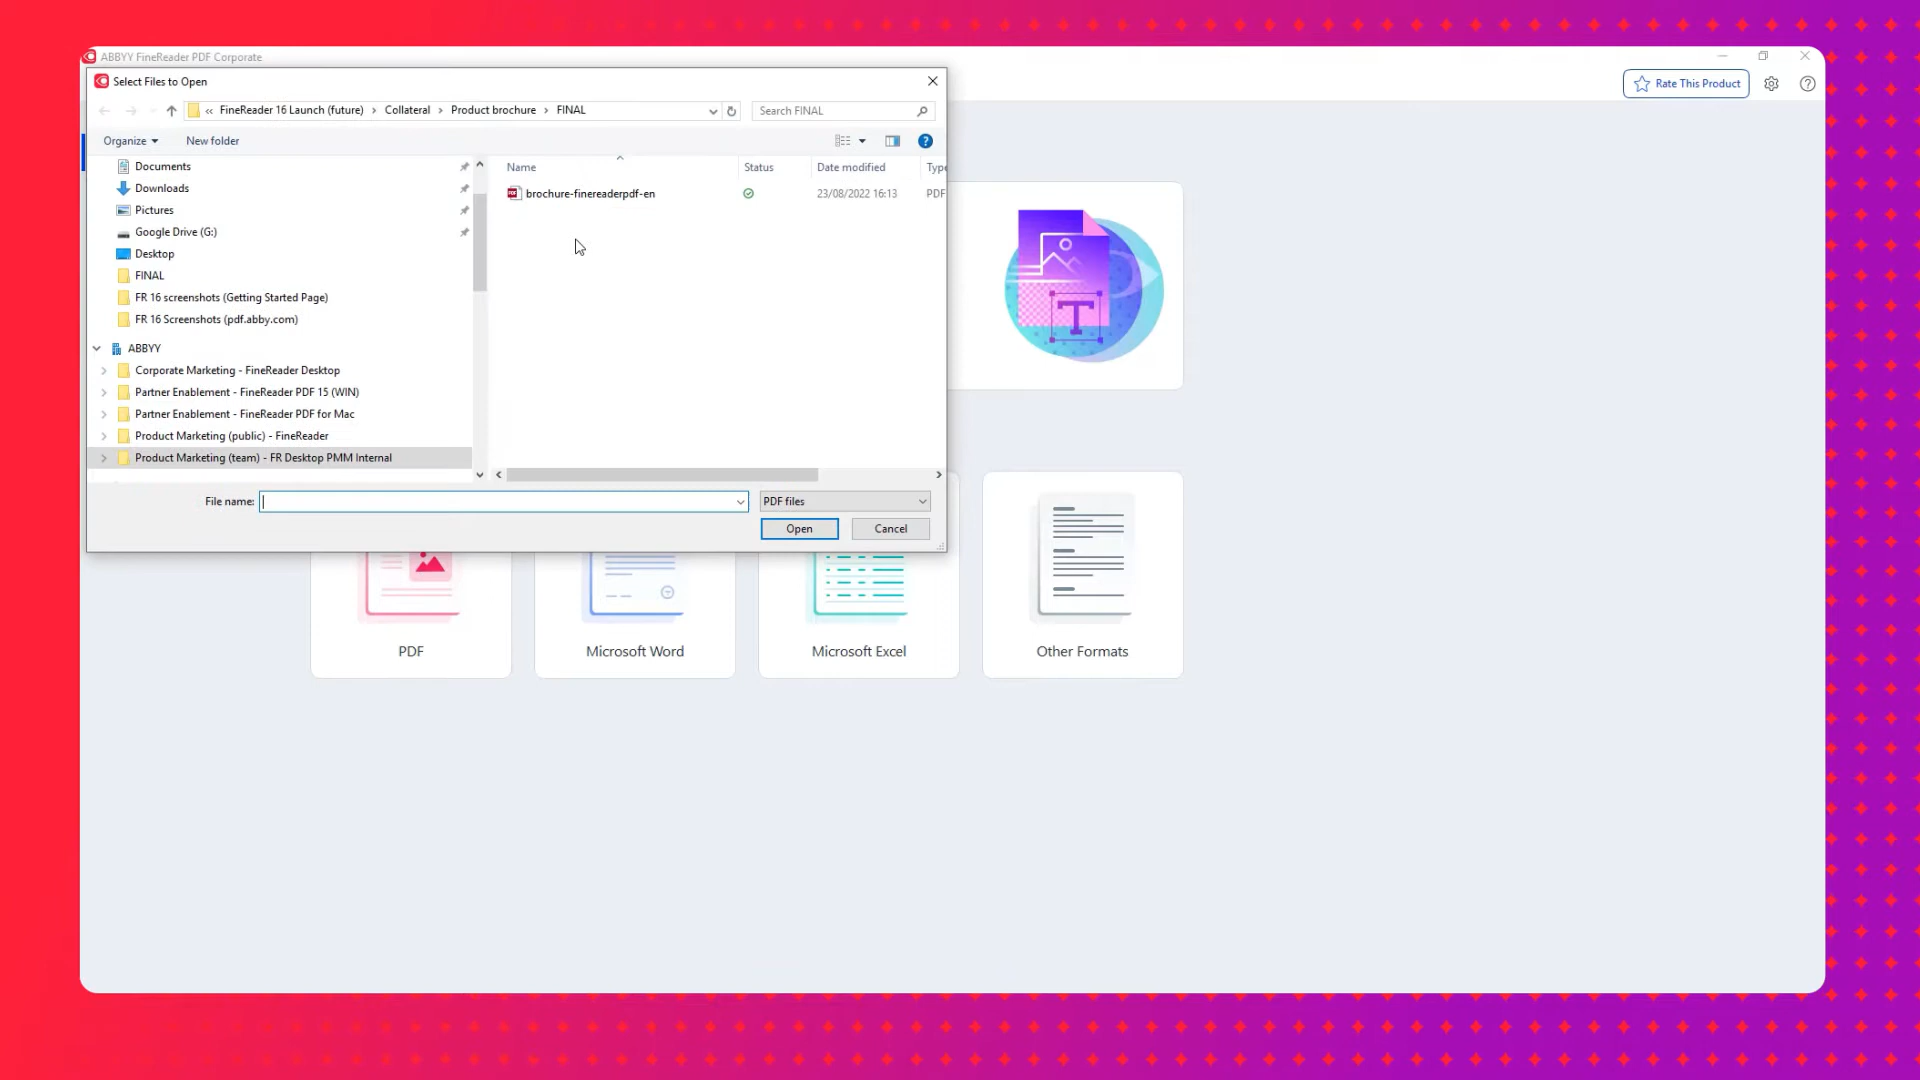 ABBYY FineReader PDF Corporate
Select Files to Open
Rate This Product
« FineReader 16 Launch (future) > Collateral > Product brochure > FINAL
Search FINAL
Organize
New folder
Name
Status
Date modified
Type
brochure-finereaderpdf-en
23/08/2022 16:13
PDF
Documents
Downloads
Pictures
Google Drive (G:)
Desktop
FINAL
FR 16 screenshots (Getting Started Page)
FR 16 Screenshots (pdf.abby.com)
ABBYY
Corporate Marketing - FineReader Desktop
Partner Enablement - FineReader PDF 15 (WIN)
Partner Enablement - FineReader PDF for Mac
Product Marketing (public) - FineReader
Product Marketing (team) - FR Desktop PMM Internal
File name:
PDF files
Open
Cancel
T
PDF
Microsoft Word
Microsoft Excel
Other Formats